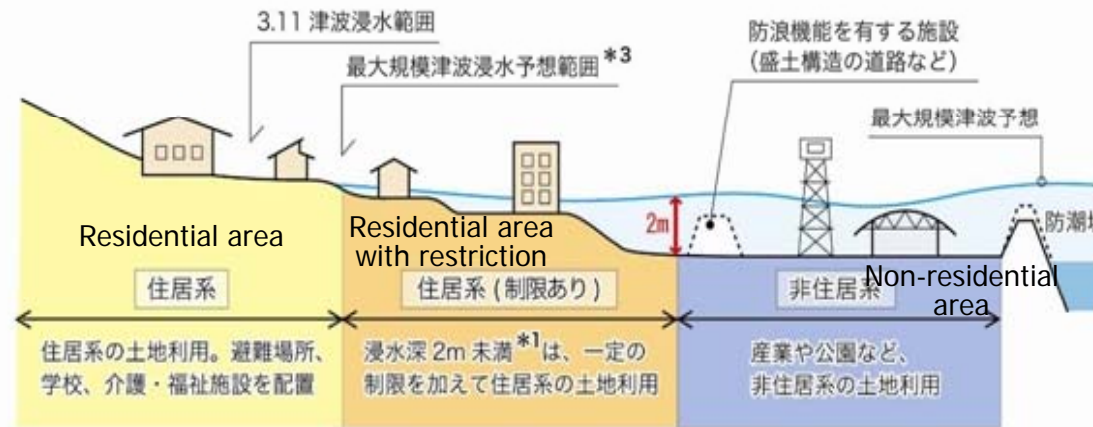 3.11 津波浸水範囲
最大規模津波浸水予想範囲*3
防浪機能を有する施設
(盛土構造の道路など)
最大規模津波予想
2m
防潮堤
Residential area
Residential area
with restriction
Non-residential
area
住居系
住居系(制限あり)
非住居系
住居系の土地利用。避難場所、
学校、介護・福祉施設を配置
浸水深2m未満*1は、一定の
制限を加えて住居系の土地利用
産業や公園など、
非住居系の土地利用